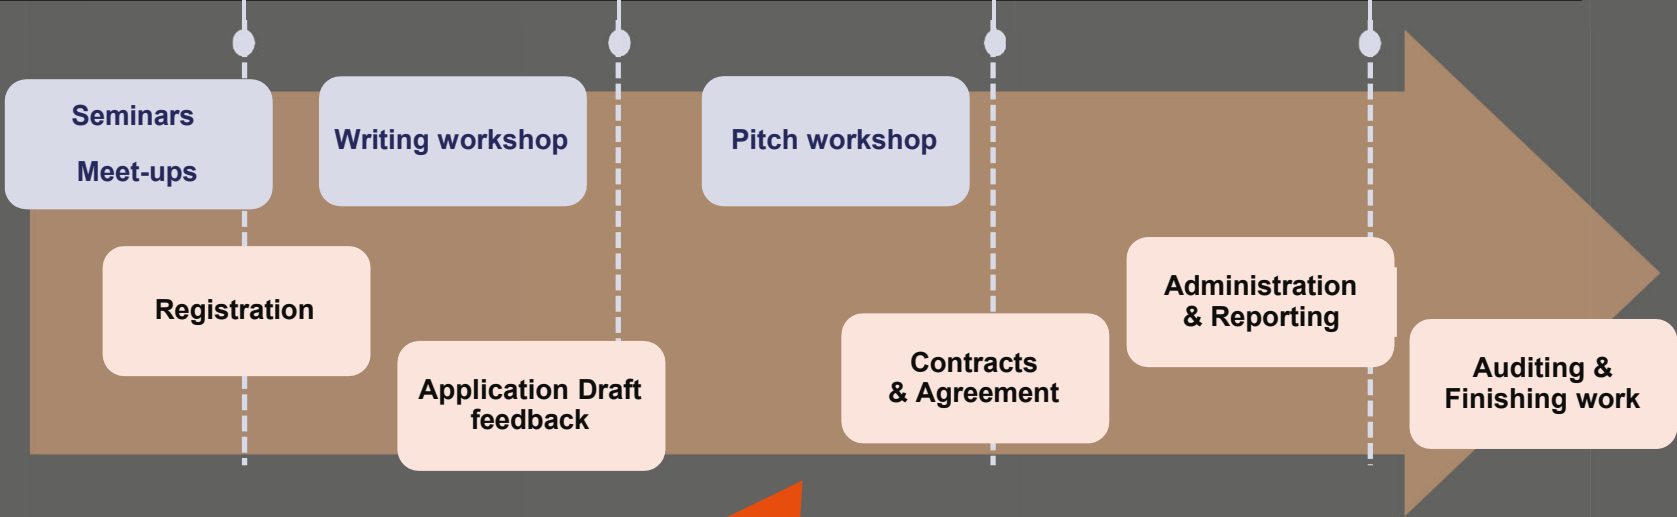 Seminars
Meet-ups
Writing workshop
Pitch workshop
Registration
Application Draft
feedback
Contracts
& Agreement
Administration
& Reporting
Auditing &
Finishing work